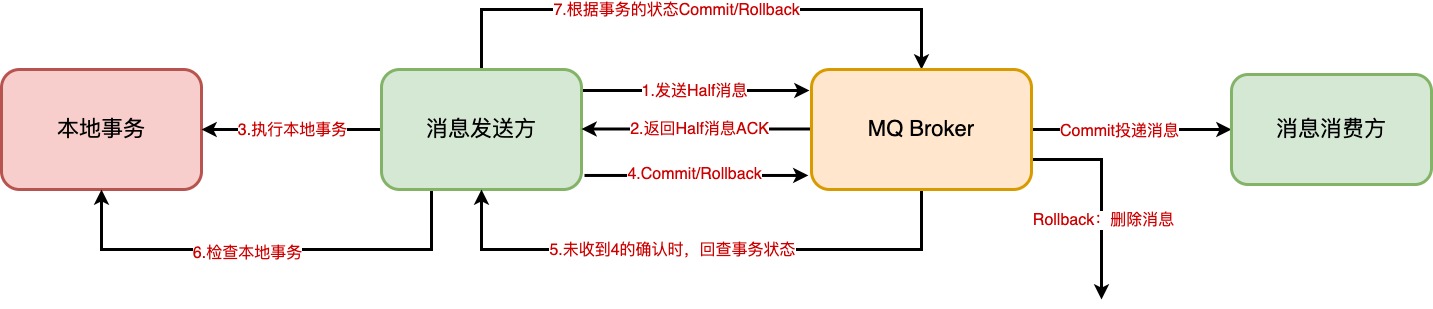 7.根据事务的状态Commit/Rollback
本地事务
3.执行本地事务
消息发送方
1.发送Half消息
2.返回Half消息ACK
4.Commit/Rollback
MQ Broker
Commit投递消息
消息消费方
Rollback：删除消息
6.检查本地事务
5.未收到4的确认时，回查事务状态